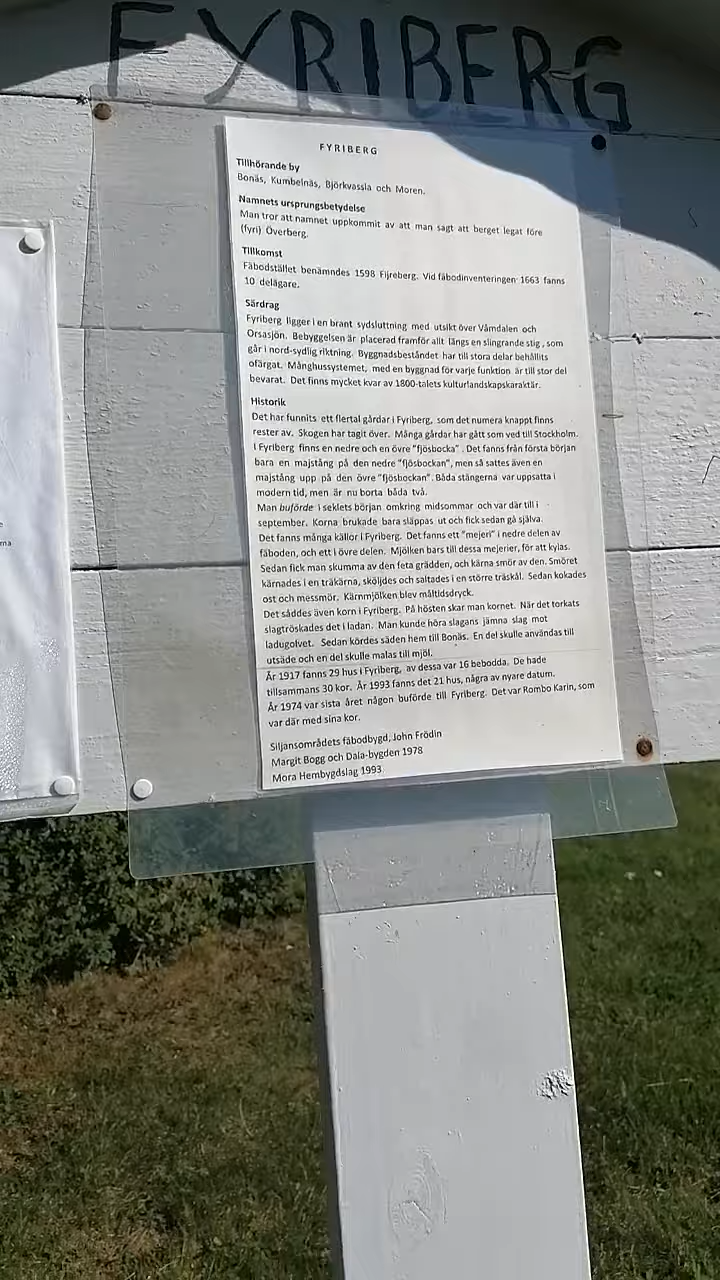 FYRIBERG
FYRIBERG
Tillhörande by
Bonäs, Kumbelnäs, Björkvassla och Moren.
Namnets ursprungsbetydelse
Man tror att namnet uppkommit av att man sagt att berget legat före
(fyri) Överberg.
Tillkomst
Fäbodstället benämndes 1598 Fijreberg. Vid fäbodinventeringen 1663 fanns
10 delägare.
Särdrag
Fyriberg ligger i en brant sydsluttning med utsikt över Våmdalen och
Orsasjön. Bebyggelsen är placerad framför allt längs en slingrande stig, som
går i nord-sydlig riktning. Byggnadsbeståndet har till stora delar behållits
ofärgat. Månghussystemet, med en byggnad för varje funktion är till stor del
bevarat. Det finns mycket kvar av 1800-talets kulturlandskapskaraktär.
Historik
Det har funnits ett flertal gårdar i Fyriberg, som det numera knappt finns
rester av. Skogen har tagit över. Många gårdar har gått som ved till Stockholm.
I Fyriberg finns en nedre och en övre "fjösbocka". Det fanns från första början
bara en majstång på den nedre "fjösbockan", men så sattes även en
majstång upp på den övre "fjösbockan". Båda stängerna var uppsatta i
modern tid, men är nu borta båda två.
Man buförde i seklets början omkring midsommar och var där till i
september. Korna brukade bara släppas ut och fick sedan gå själva.
Det fanns många källor i Fyriberg. Det fanns ett "mejeri" i nedre delen av
fäboden, och ett i övre delen. Mjölken bars till dessa mejerier, för att kylas.
Sedan fick man skumma av den feta grädden, och kärna smör av den. Smöret
kärnades i en träkärna, sköljdes och saltades i en större träskål. Sedan kokades
ost och messmör. Kärnmjölken blev måltidsdryck.
Det såddes även korn i Fyriberg. På hösten skar man kornet. När det torkats
slagtröskades det i ladan. Man kunde höra slagans jämna slag mot
ladugolvet. Sedan kördes säden hem till Bonäs. En del skulle användas till
utsäde och en del skulle malas till mjöl.
År 1917 fanns 29 hus i Fyriberg, av dessa var 16 bebodda. De hade
tillsammans 30 kor. År 1993 fanns det 21 hus, några av nyare datum.
År 1974 var sista året någon buförde till Fyriberg. Det var Rombo Karin, som
var där med sina kor.
Siljansområdets fäbodbygd, John Frödin
Margit Bogg och Dala-bygden 1978
Mora Hembygdslag 1993